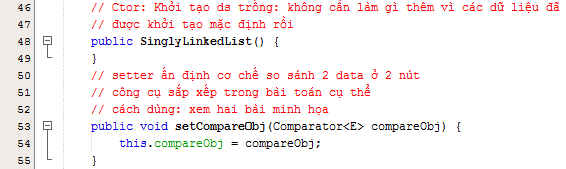 46 // Ctor: Khởi tạo ds trống: không cần làm gì thêm vì các dữ liệu đã
47 // được khởi tạo mặc định rồi
48 public SinglyLinkedList() {
49 }
50 // setter ấn định cơ chế so sánh 2 data ở 2 nút
51 // công cụ sắp xếp trong bài toán cụ thể
52 // cách dùng: xem hai bài minh họa
53 public void setCompareObj(Comparator<E> compareObj) {
54 this.compareObj = compareObj;
55 }